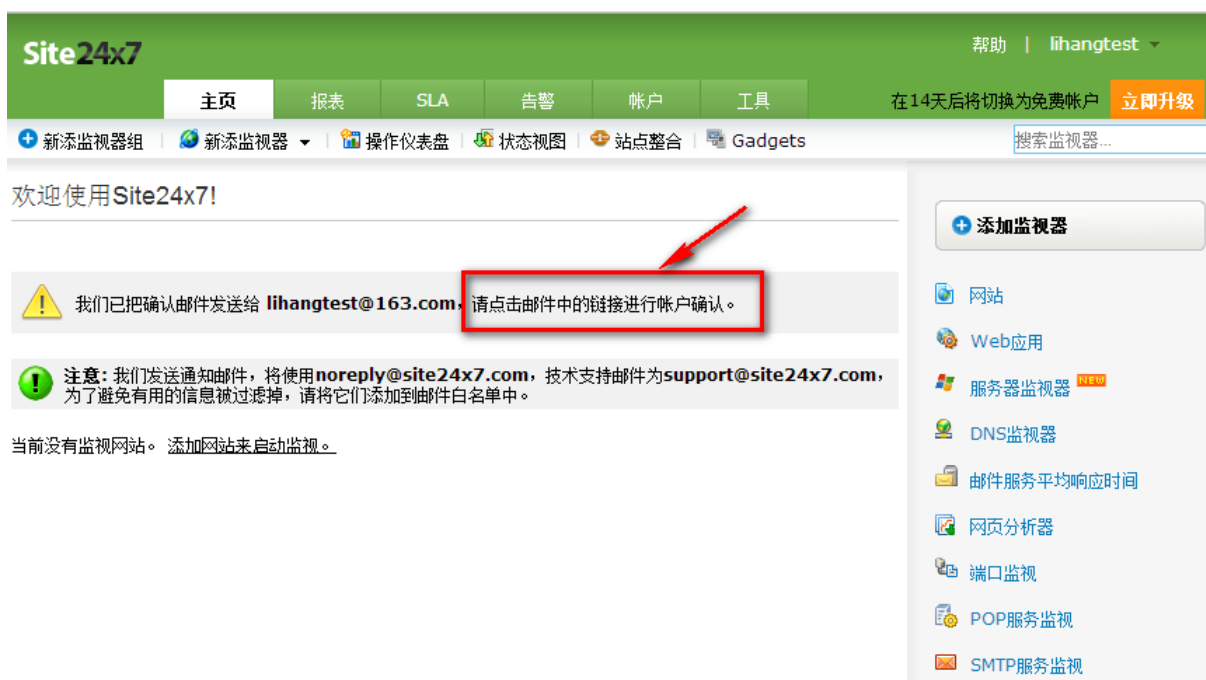 Site24x7
帮助 | lihangtest
主页 报表 SLA 告警 帐户 工具
在14天后将切换为免费帐户 立即升级
新添监视器组 新添监视器 操作仪表盘 状态视图 站点整合 Gadgets
搜索监视器...
欢迎使用Site24x7!
我们已把确认邮件发送给 lihangtest@163.com,请点击邮件中的链接进行帐户确认。
注意:我们发送通知邮件,将使用noreply@site24x7.com,技术支持邮件为support@site24x7.com,
为了避免有用的信息被过滤掉,请将它们添加到邮件白名单中。
当前没有监视网站。 添加网站来启动监视。
添加监视器
网站
Web应用
服务器监视器 NEW
DNS监视器
邮件服务平均响应时间
网页分析器
端口监视
POP服务监视
SMTP服务监视